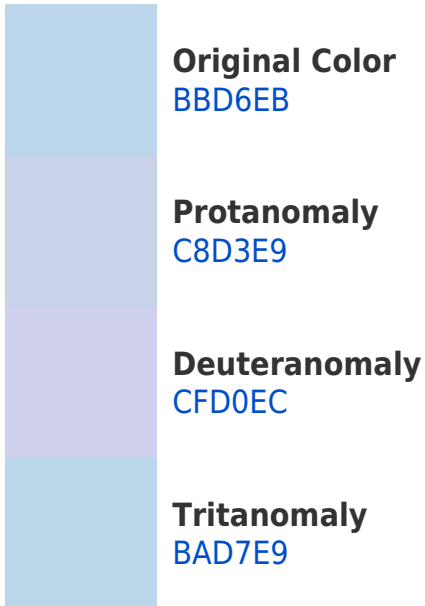 Original Color
BBD6EB
Protanomaly
C8D3E9
Deuteranomaly
CFD0EC
Tritanomaly
BAD7E9